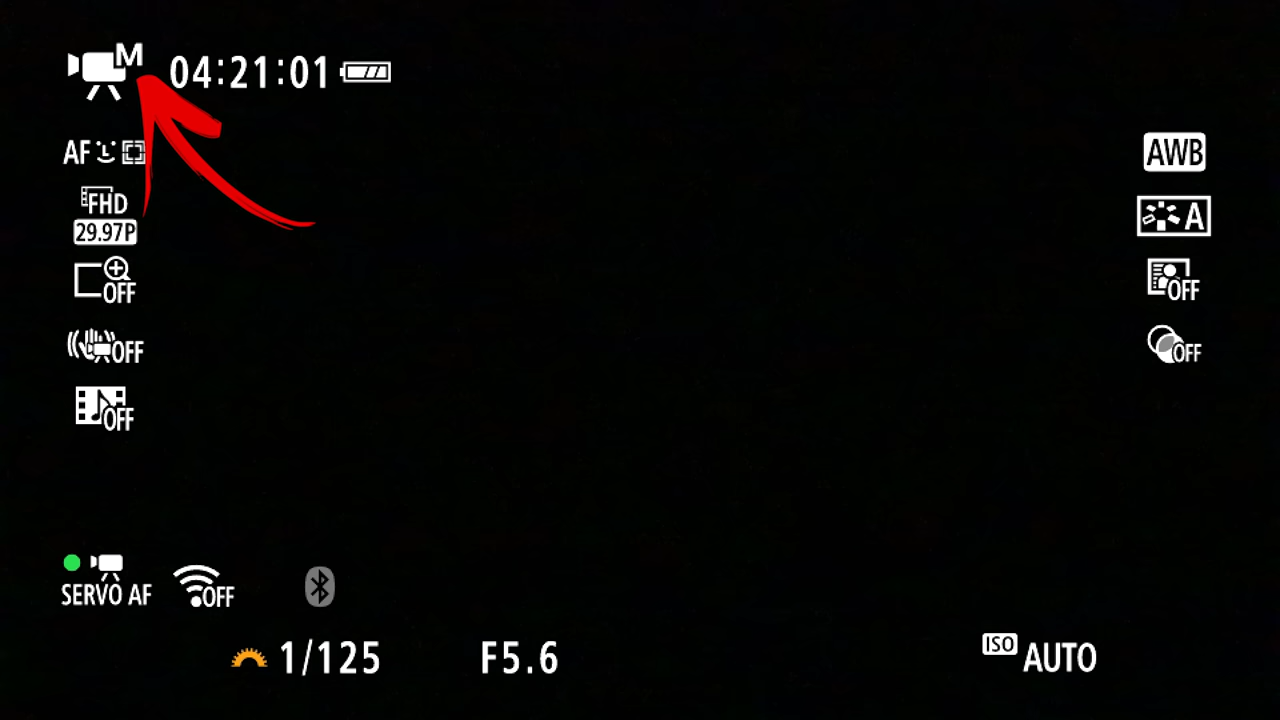 M 04:21:01
AF
AWB
FHD
29.97P
A
OFF
OFF
OFF
OFF
OFF
SERVO AF
OFF
1/125 F5.6 ISO AUTO